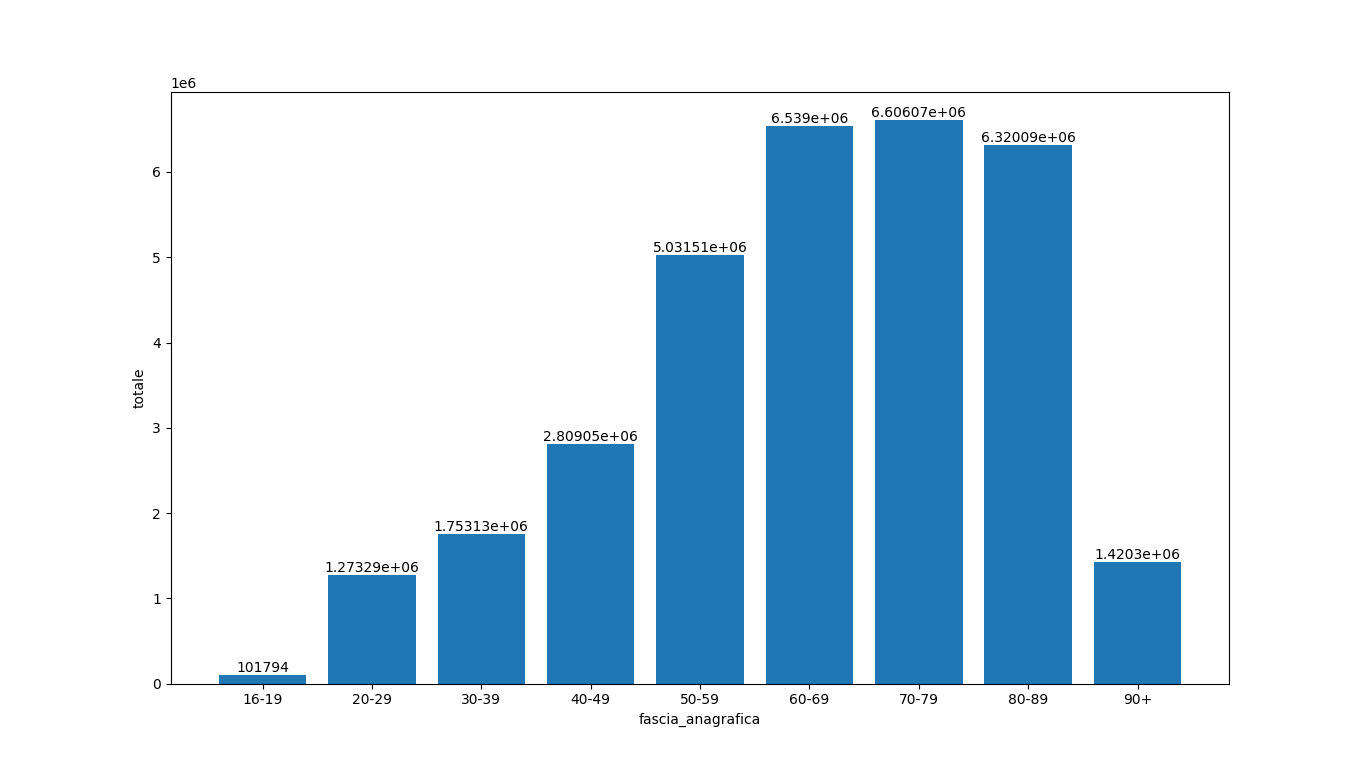 1e6
6.539e+06
6.60607e+06
6.32009e+06
6
5.03151e+06
5
4
totale
3
2.80905e+06
2
1.75313e+06
1.27329e+06
1.4203e+06
1
101794
0
16-19 20-29 30-39 40-49 50-59 60-69 70-79 80-89 90+
fascia_anagrafica